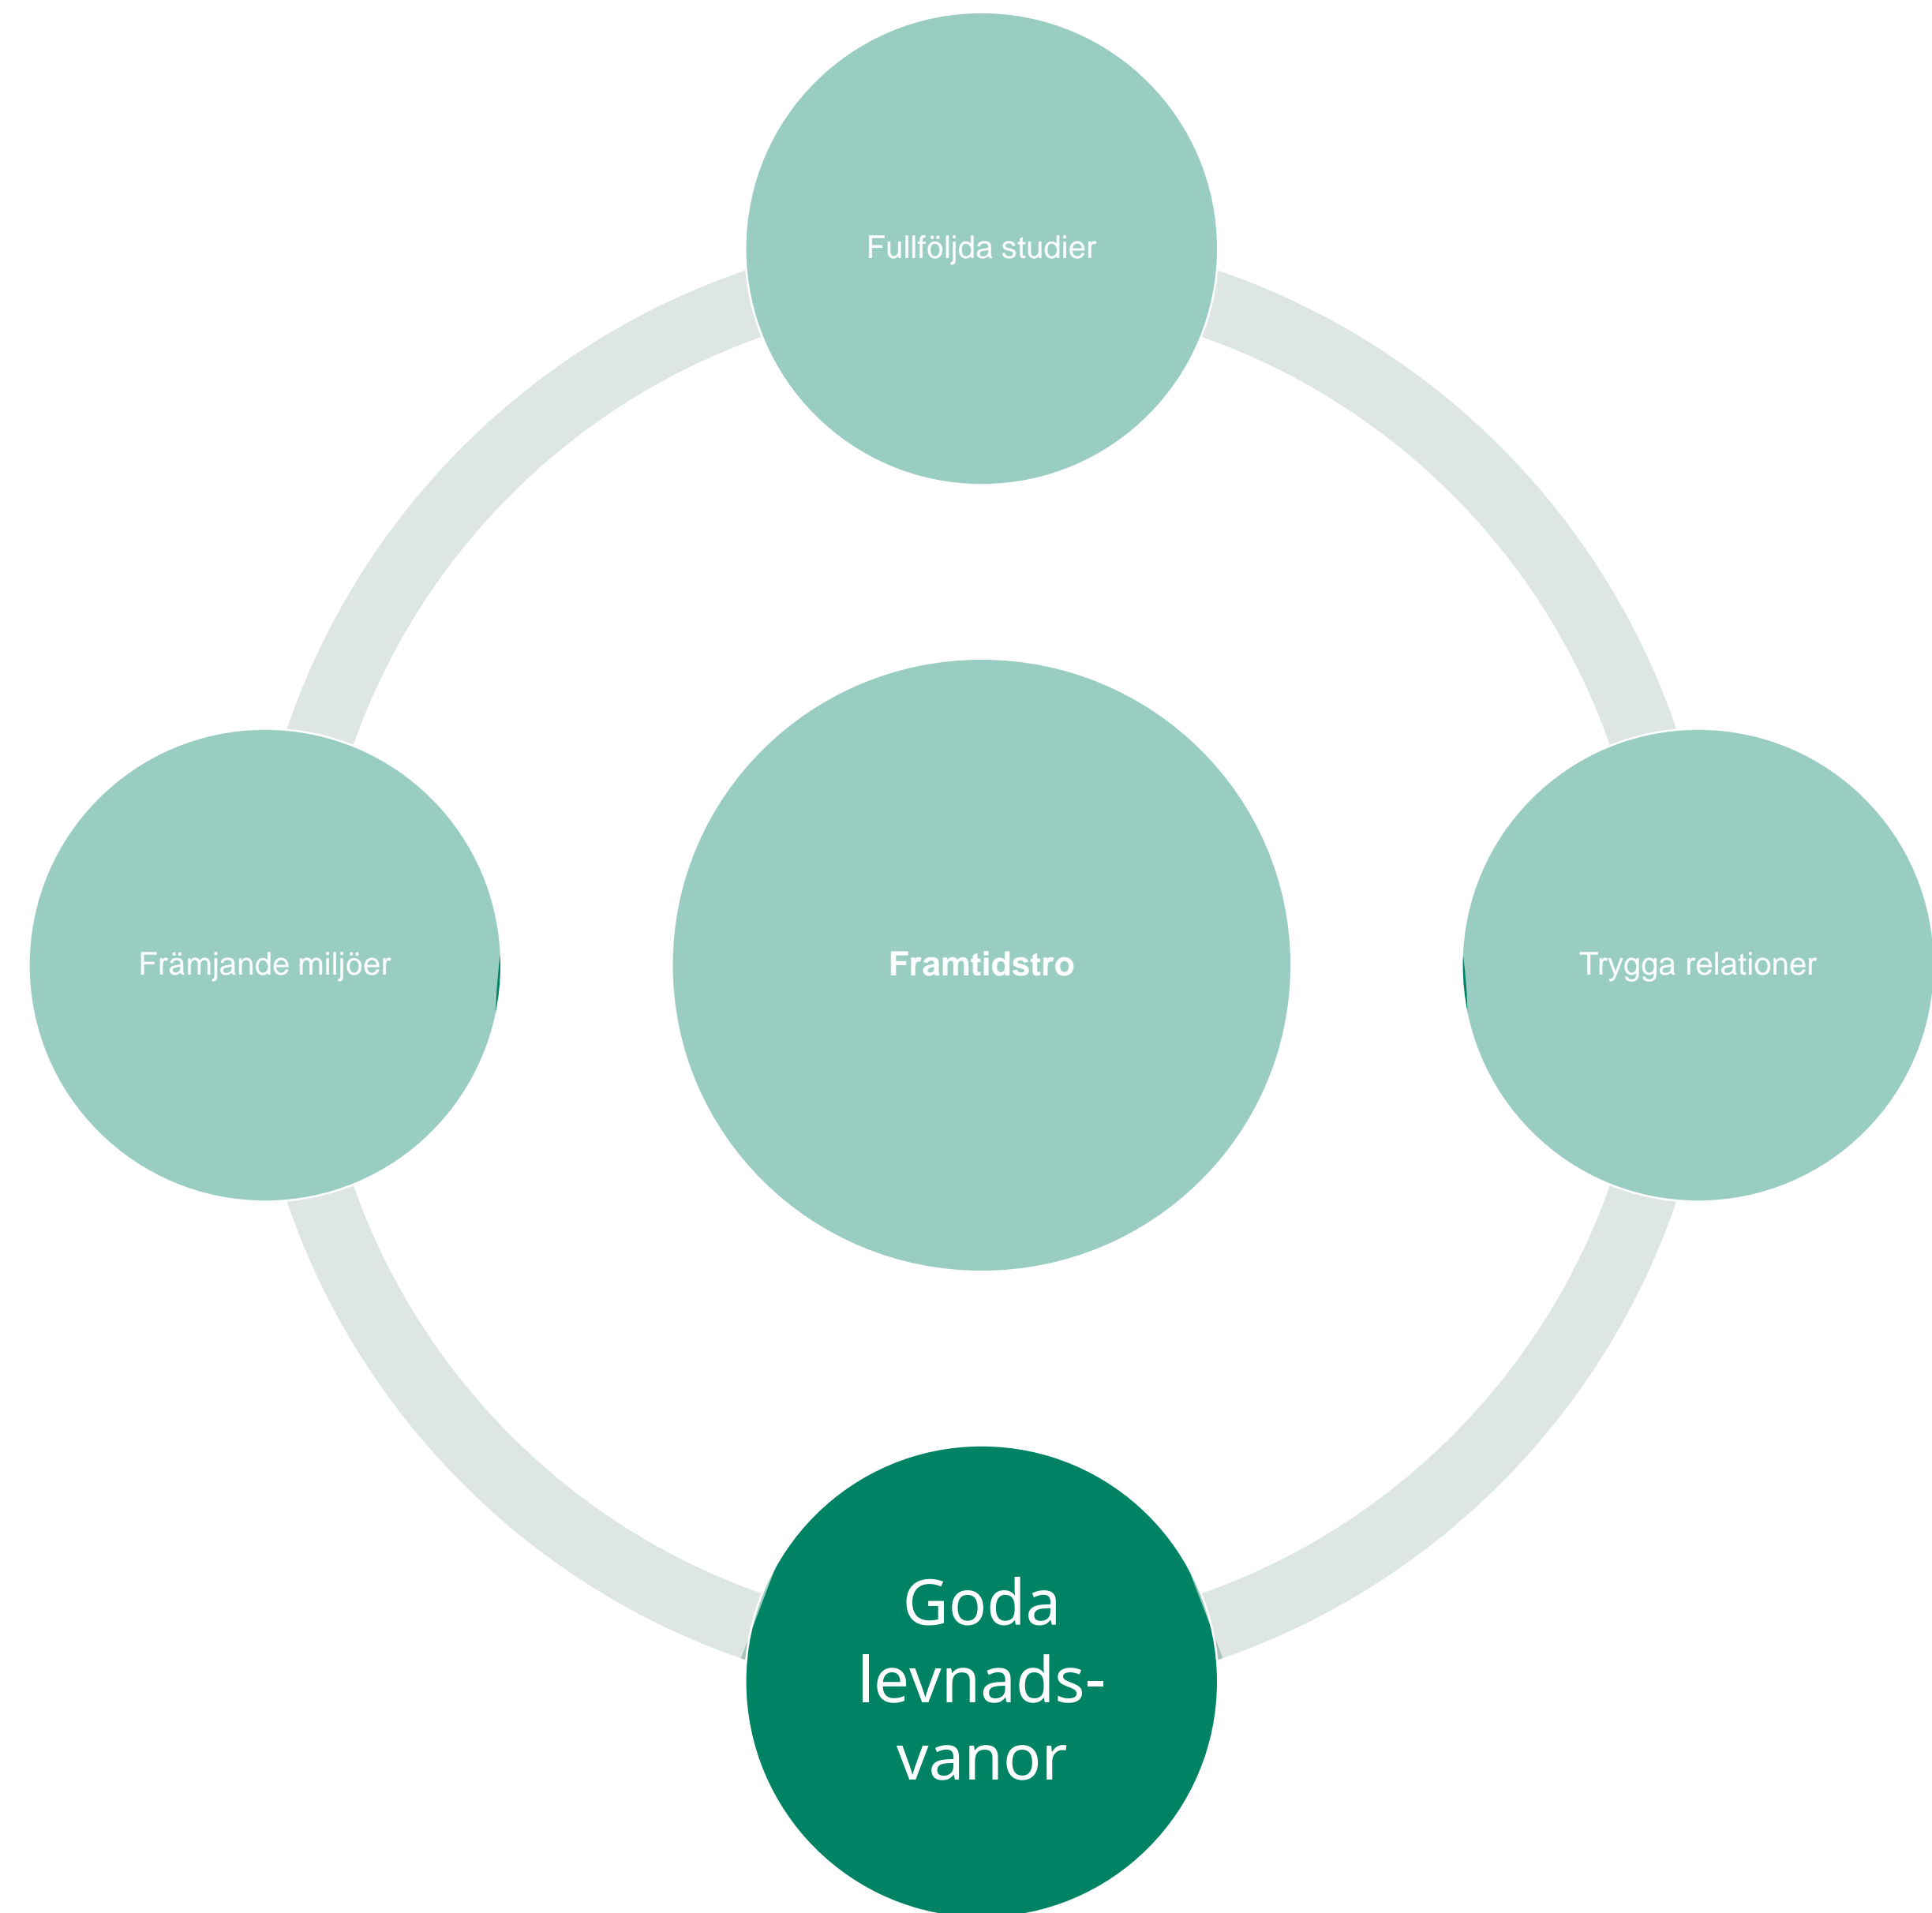 Fullföljda studier
Främjande miljöer
Framtidstro
Trygga relationer
Goda
levnads-
vanor